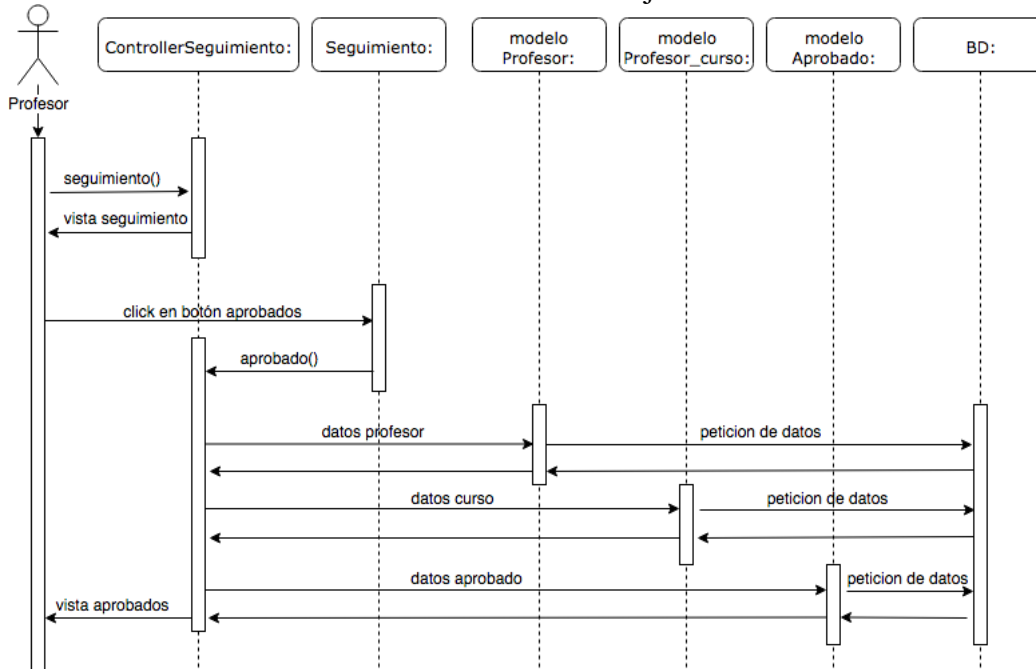 j
ControllerSeguimiento:
Seguimiento:
modelo
Profesor:
modelo
Profesor_curso:
modelo
Aprobado:
BD:
Profesor
seguimiento()
vista seguimiento
click en botón aprobados
aprobado()
datos profesor
peticion de datos
datos curso
peticion de datos
datos aprobado
peticion de datos
vista aprobados